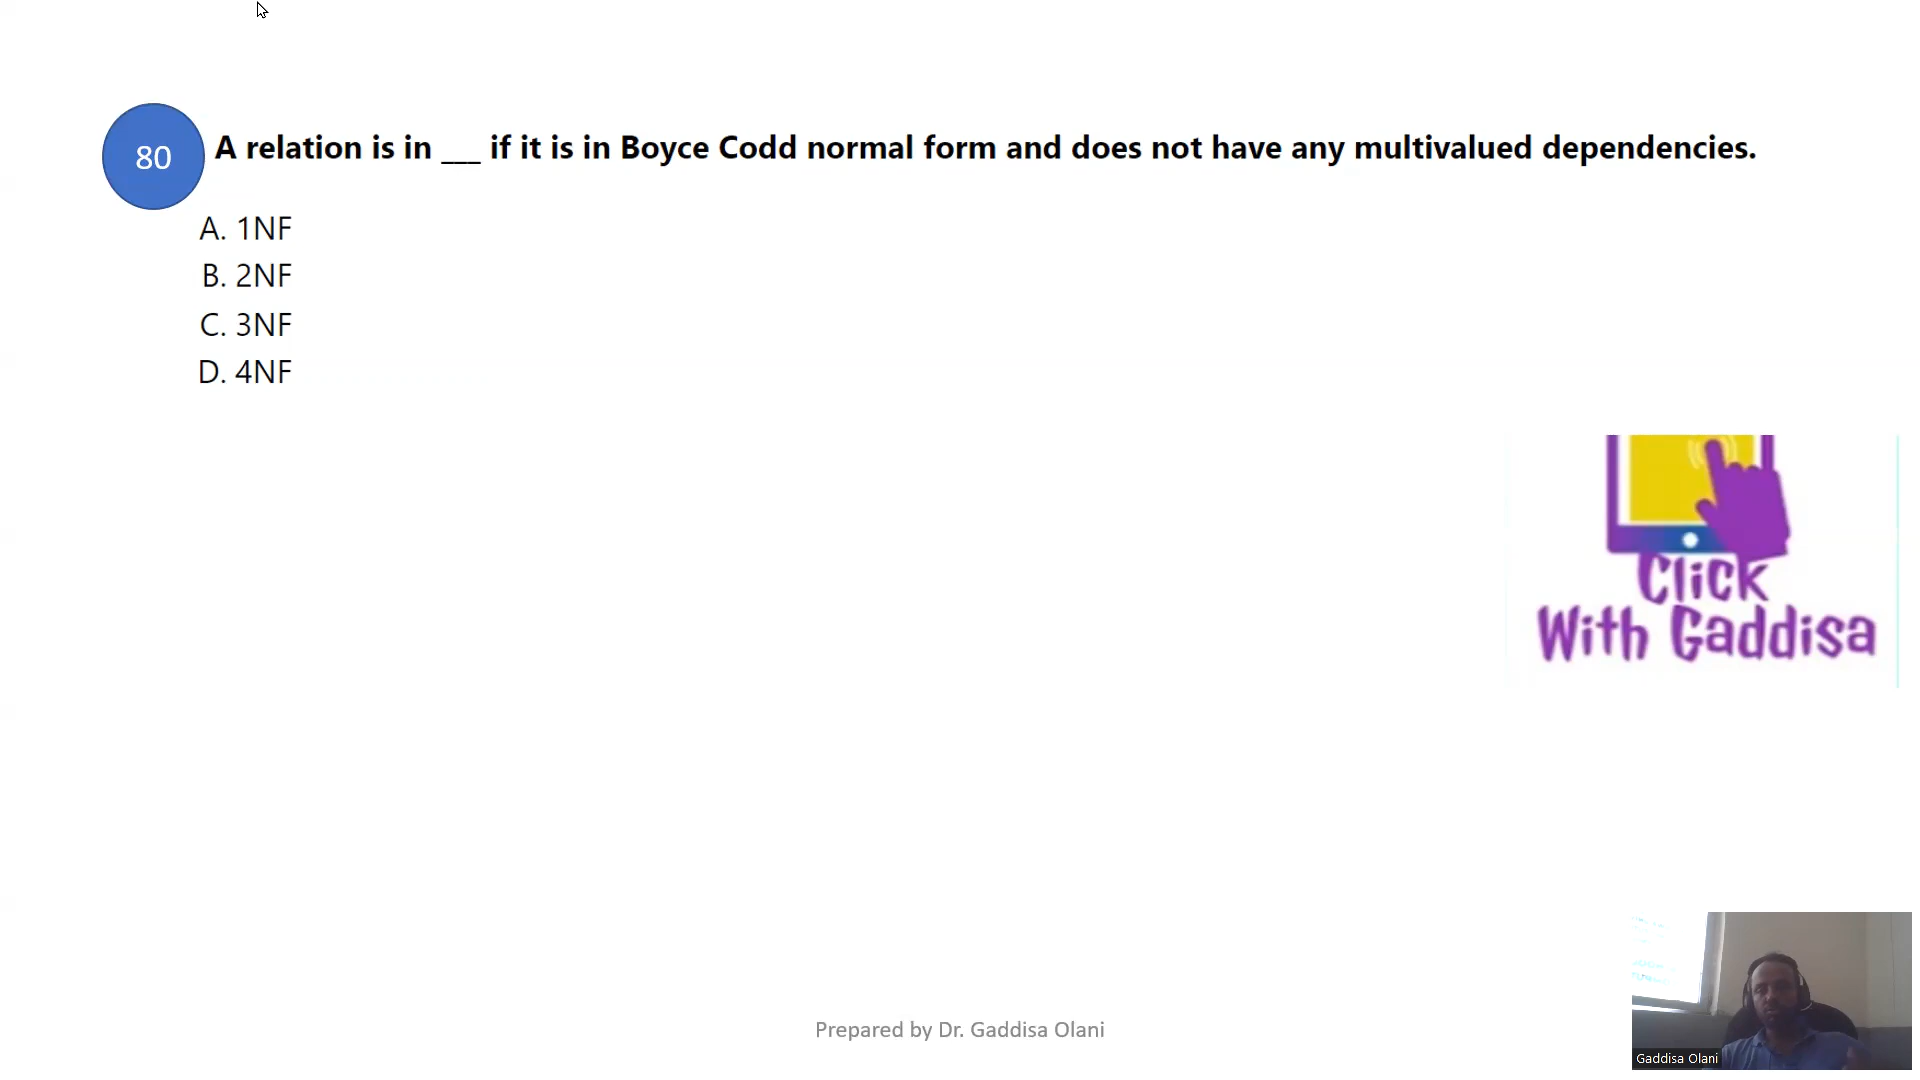 80
A relation is in ___ if it is in Boyce Codd normal form and does not have any multivalued dependencies.
A. 1NF
B. 2NF
C. 3NF
D. 4NF
Click
With Gaddisa
Prepared by Dr. Gaddisa Olani
Gaddisa Olani